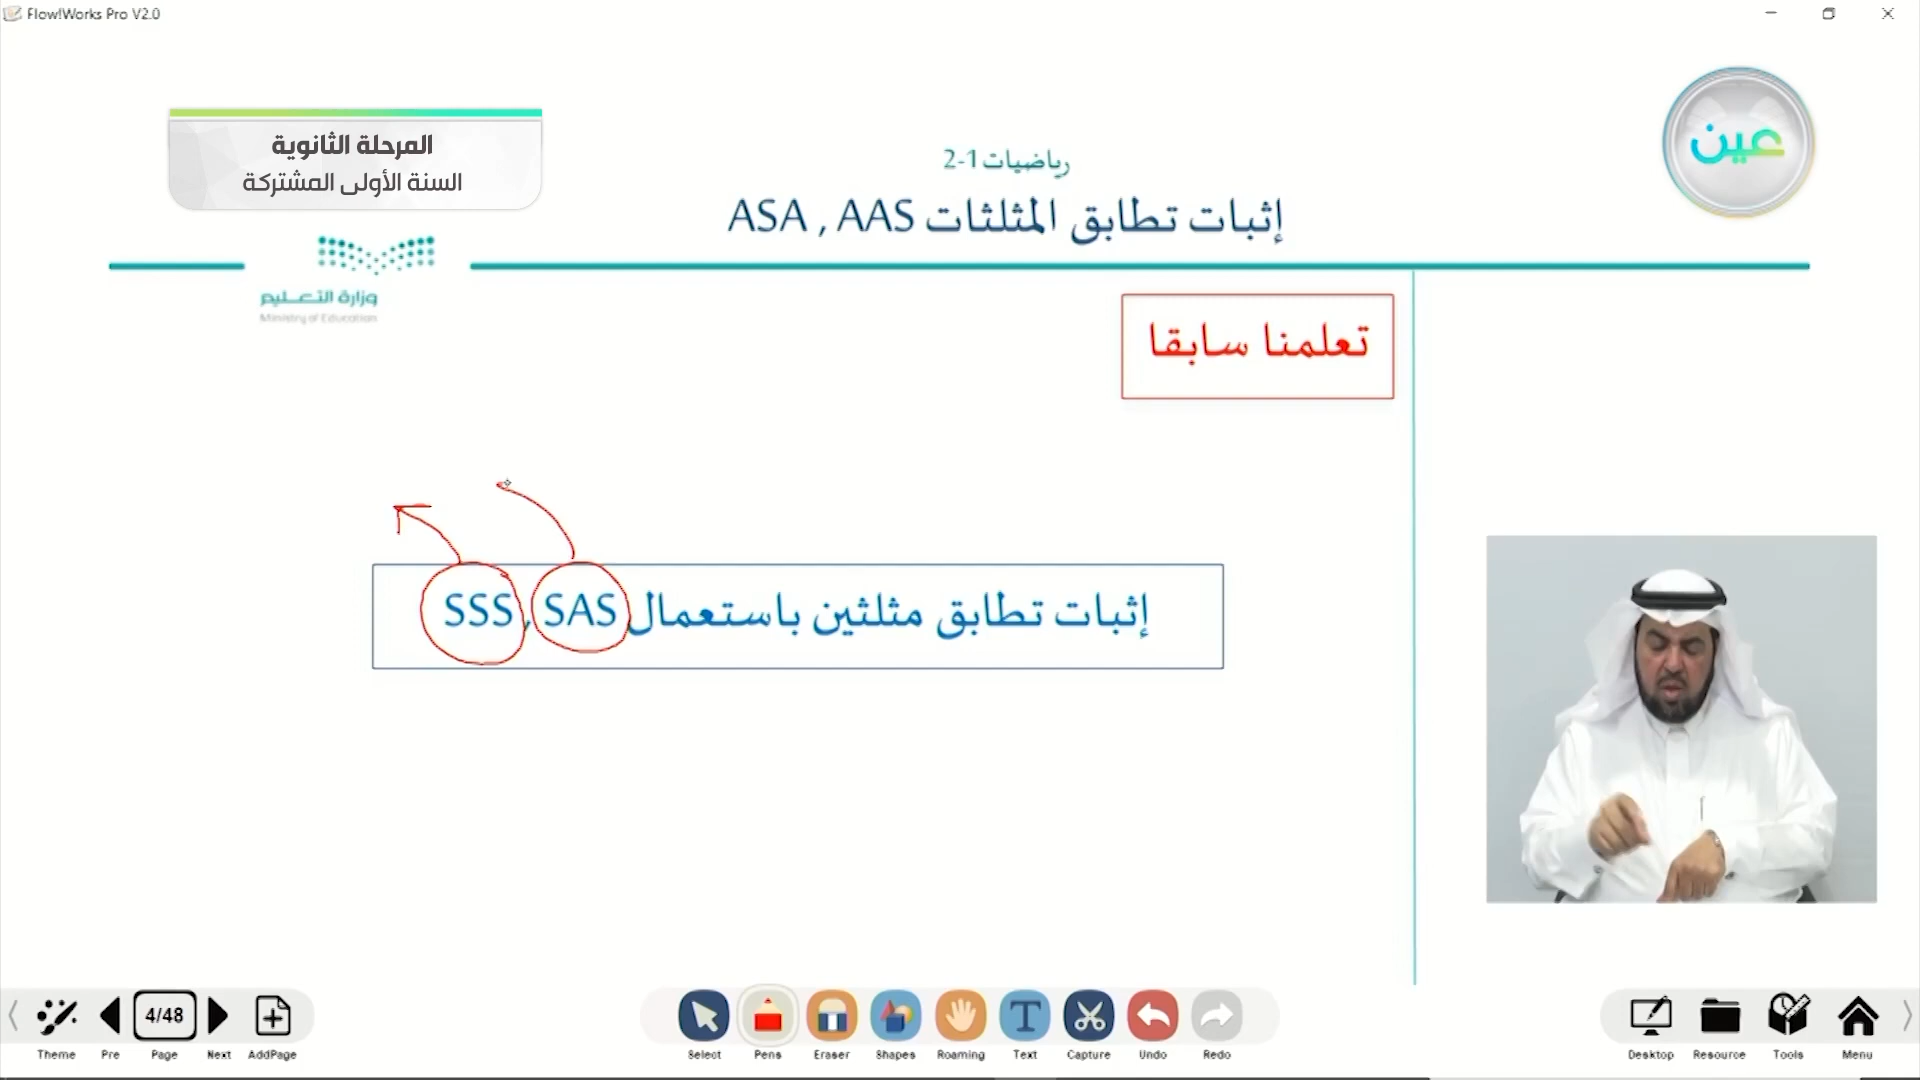 Flow!Works Pro V2.0
المرحلة الثانوية
السنة الأولى المشتركة
عين
رياضيات 1-2
إثبات تطابق المثلثات ASA , AAS
وزارة التعليم
Ministry of Education
تعلمنا سابقا
إثبات تطابق مثلثين باستعمال SSS , SAS
4/48
Theme Pre Page Next AddPage
Select Pens Eraser Shapes Roaming Text Capture Undo Redo
Desktop Resource Tools Menu